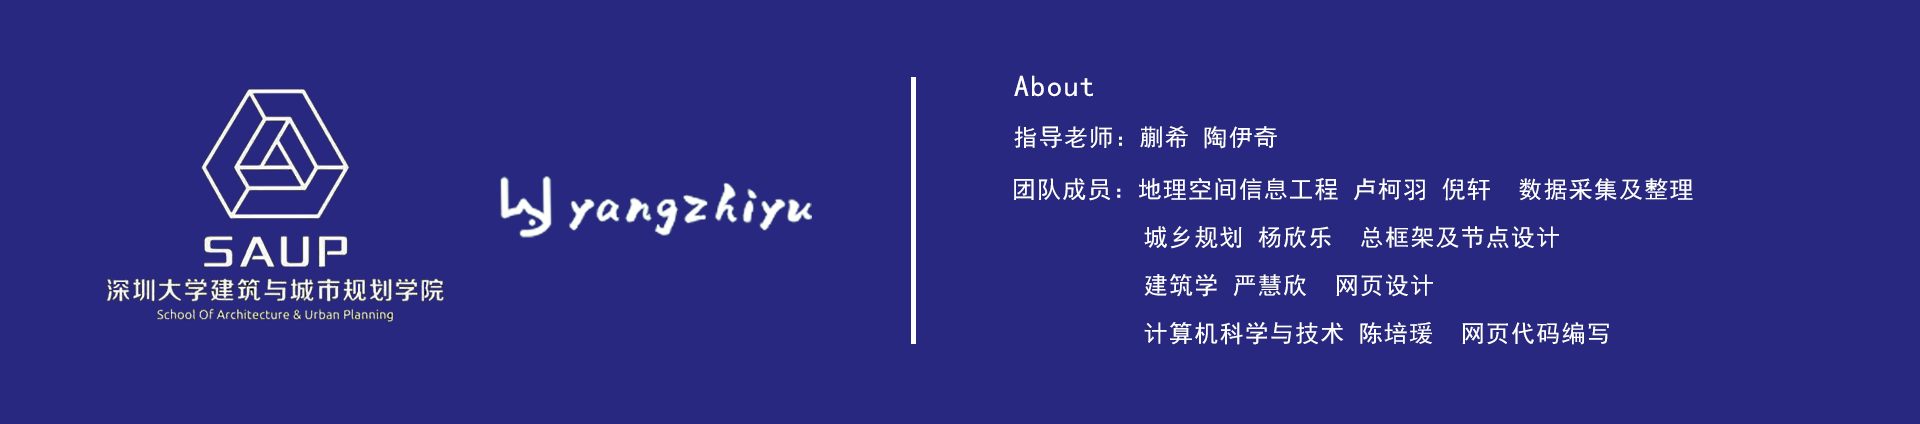 SAUP
深圳大学建筑与城市规划学院
School Of Architecture & Urban Planning
yangzhiyu
About
指导老师：蒯希 陶伊奇
团队成员：地理空间信息工程 卢柯羽 倪轩 数据采集及整理
城乡规划 杨欣乐 总框架及节点设计
建筑学 严慧欣 网页设计
计算机科学与技术 陈培瑗 网页代码编写